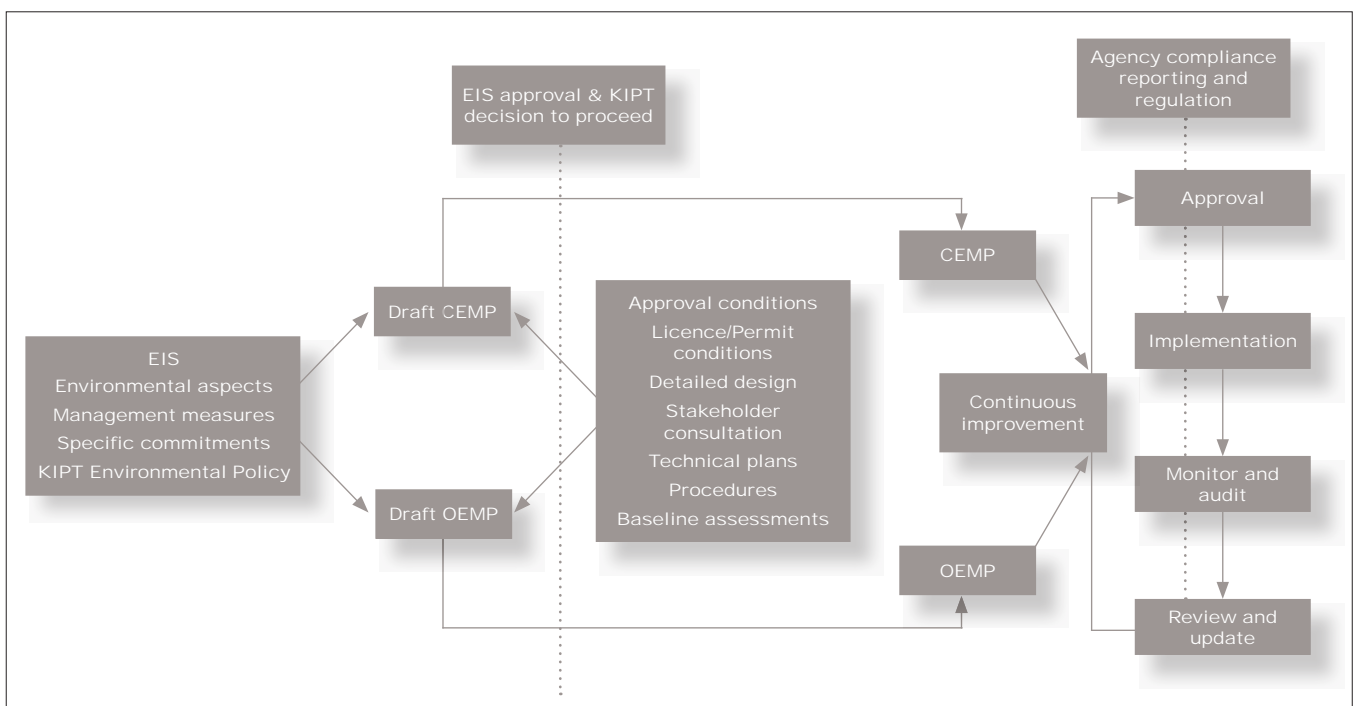 EIS approval & KIPT
decision to proceed
Agency compliance
reporting and
regulation
Approval
CEMP
Draft CEMP
Approval conditions
Licence/Permit
conditions
Detailed design
Stakeholder
consultation
Technical plans
Procedures
Baseline assessments
EIS
Environmental aspects
Management measures
Specific commitments
KIPT Environmental Policy
Implementation
Continuous
improvement
Monitor and
audit
Draft OEMP
OEMP
Review and
update